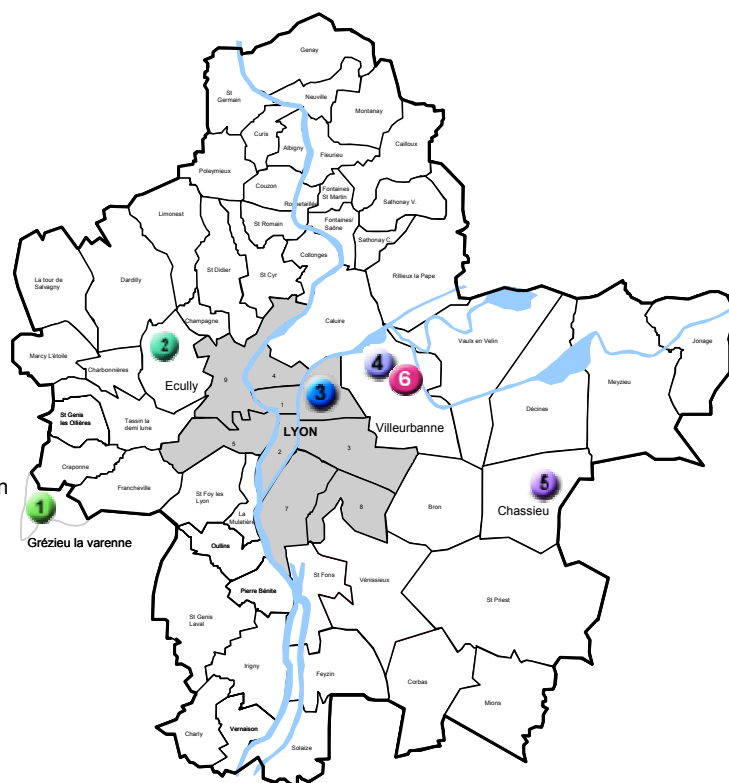 Genay
St
Germain
Neuville
Montanay
Curis
Albigny
Fleurieu
Cailloux
Poleymieux
Couzon
Fontaines
St Martin
Limonest
St Romain
Fontaines/
Saône
Sathonay V.
Sathonay C.
Collonges
La tour de
Salvagny
Dardilly
St Didier
St Cyr
Rillieux la Pape
Champagne
Caluire
Vaulx en Velin
Jonage
Marcy L'étoile
Charbonnières
2
Ecully
9
4
1
3
4
6
Meyzieu
Décines
St Genis
les Ollières
Tassin la
demi lune
LYON
Villeurbanne
5
2
3
Craponne
Francheville
St Foy les
Lyon
La
Mulatière
7
8
Bron
5
Chassieu
n
1
Grézieu la varenne
Oullins
Pierre Bénite
St Fons
Vénissieux
St Priest
St Genis
Laval
Irigny
Feyzin
Corbas
Mions
Charly
Vernaison
Solaize